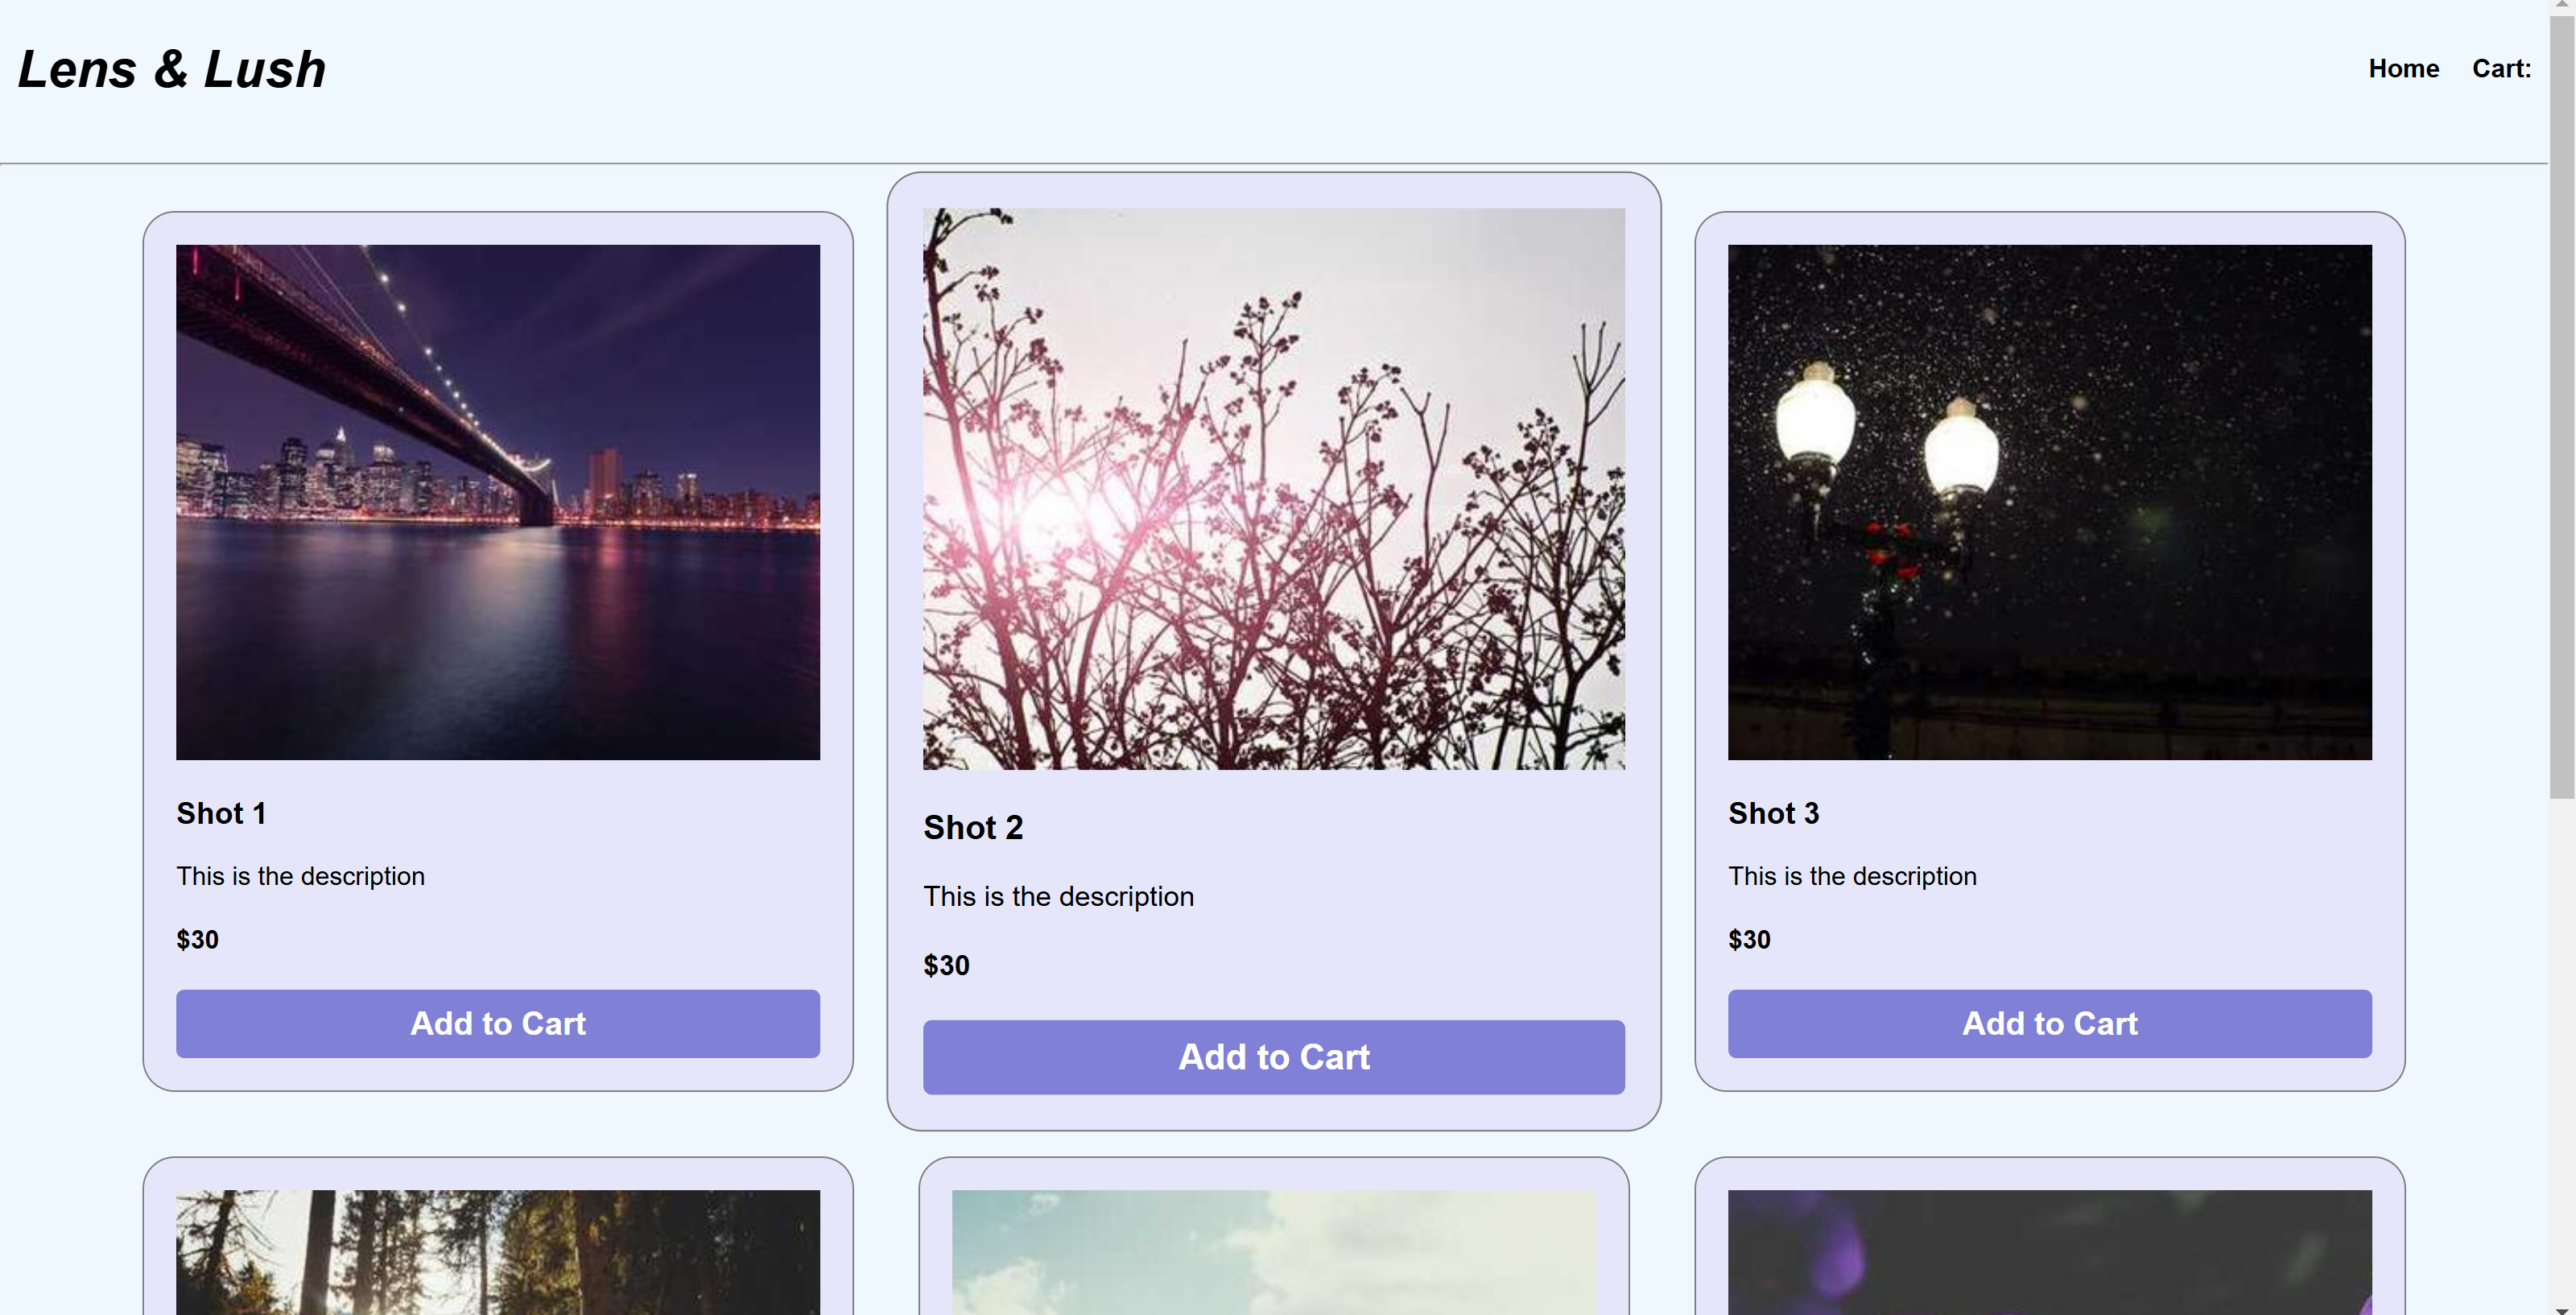 Lens & Lush
Home
Cart:
Shot 1
This is the description
$30
Add to Cart
Shot 2
This is the description
$30
Add to Cart
Shot 3
This is the description
$30
Add to Cart